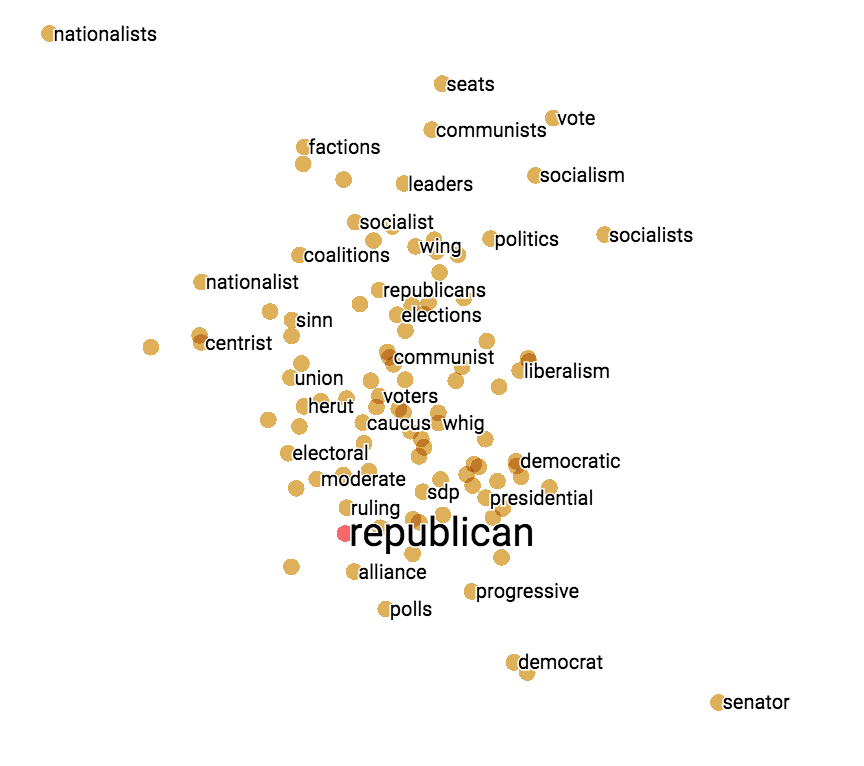 nationalists
seats
vote
communists
factions
socialism
leaders
socialist
socialists
politics
wing
coalitions
nationalist
republicans
elections
sinn
centrist
communist
liberalism
union
voters
herut
caucus
whig
electoral
democratic
moderate
sdp
presidential
ruling
republican
alliance
progressive
polls
democrat
senator